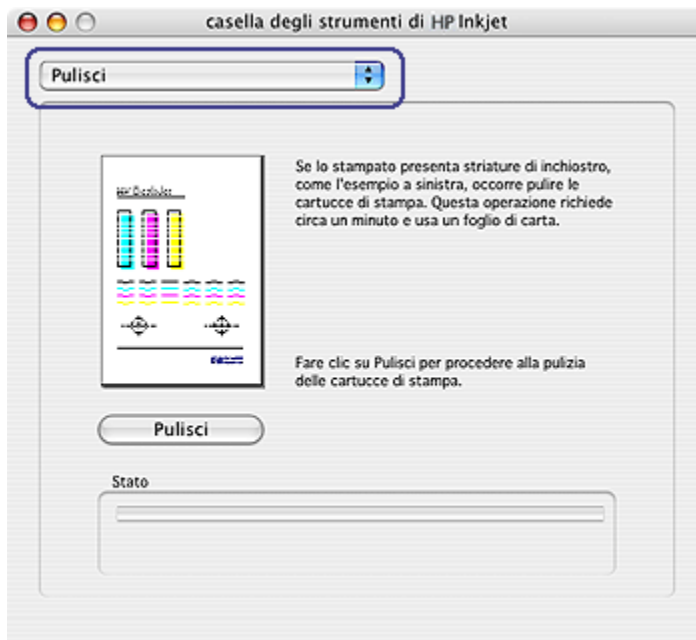 casella degli strumenti di HP Inkjet
Pulisci
Se lo stampato presenta striature di inchiostro,
come l'esempio a sinistra, occorre pulire le
cartucce di stampa. Questa operazione richiede
circa un minuto e usa un foglio di carta.
Fare clic su Pulisci per procedere alla pulizia
delle cartucce di stampa.
Pulisci
Stato